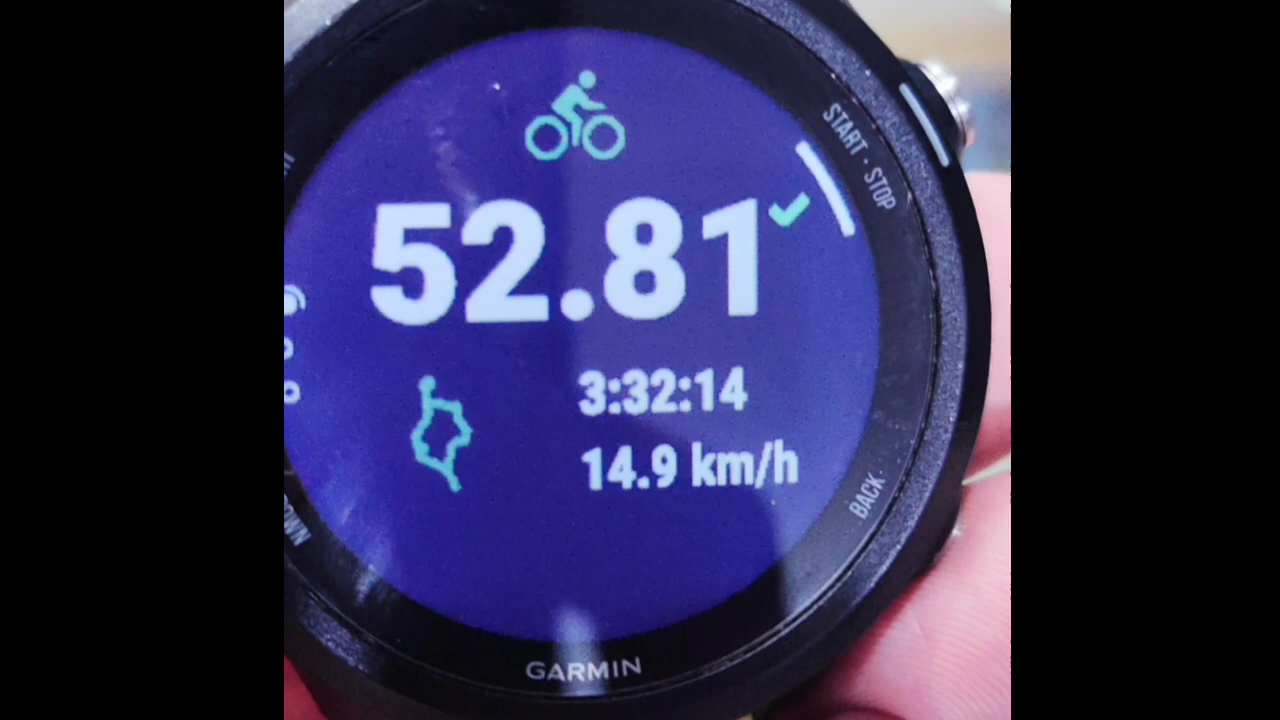 START · STOP
52.81
3:32:14
14.9 km/h
BACK
GARMIN